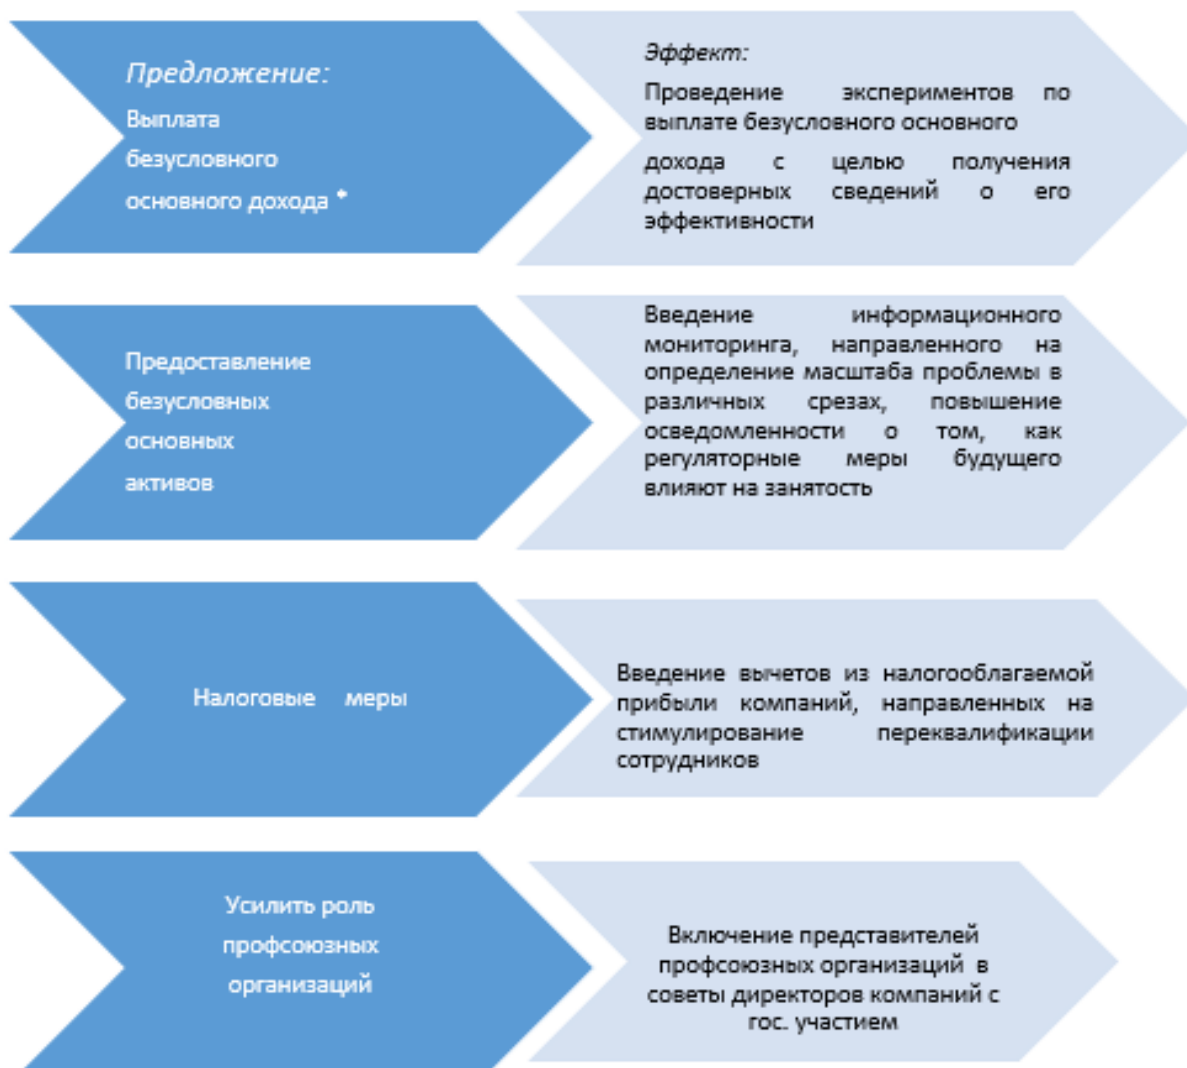 Предложение:
Выплата
безусловного
основного дохода *
Эффект:
Проведение экспериментов по
выплате безусловного основного
дохода с целью получения
достоверных сведений о его
эффективности
Предоставление
безусловных
основных
активов
Введение информационного
мониторинга, направленного на
определение масштаба проблемы в
различных срезах, повышение
осведомленности о том, как
регуляторные меры будущего
влияют на занятость
Налоговые меры
Введение вычетов из налогооблагаемой
прибыли компаний, направленных на
стимулирование переквалификации
сотрудников
Усилить роль
профсоюзных
организаций
Включение представителей
профсоюзных организаций в
советы директоров компаний с
гос. участием